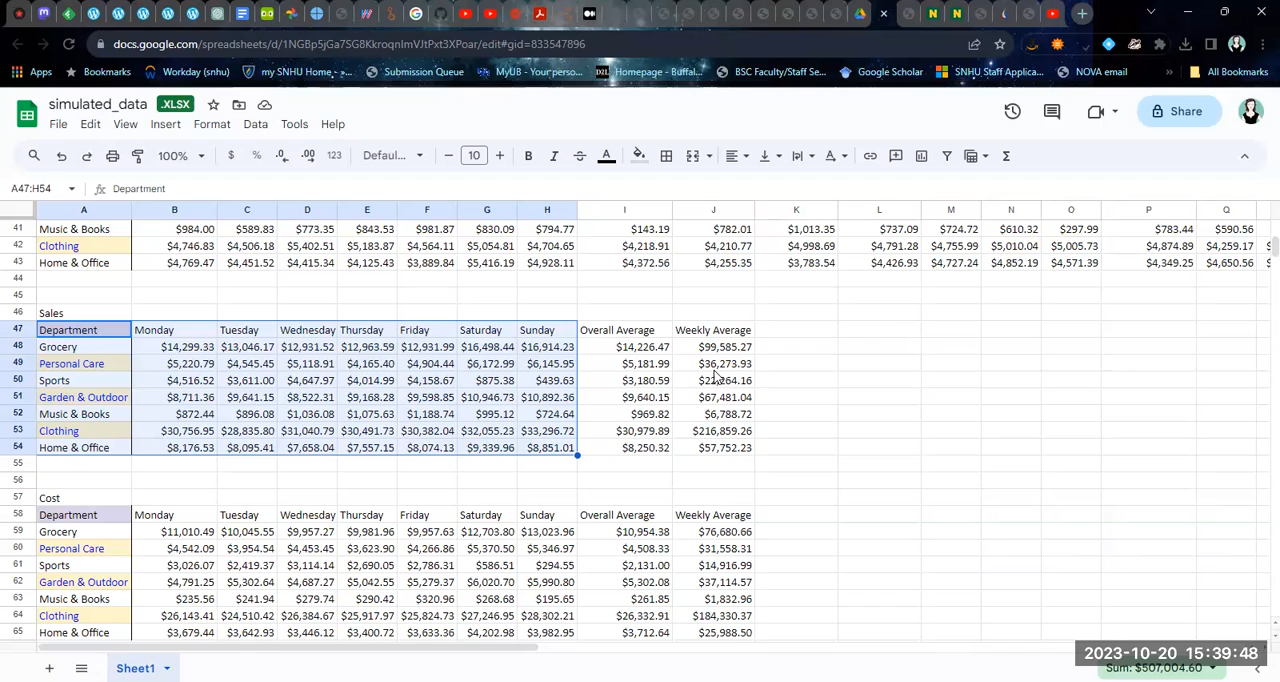 docs.google.com/spreadsheets/d/1NGBp5jGa7SG8KkroqnImVJtPxt3XPoar/edit#gid=833547896
Apps Bookmarks Workday (snhu) my SNHU Home -... Submission Queue MyUB - Your perso... Homepage - Buffal... BSC Faculty/Staff Se... Google Scholar SNHU Staff Applica... NOVA email » All Bookmarks
simulated_data .XLSX
File Edit View Insert Format Data Tools Help
Share
100% $ % .0 .00 123 Defaul... 10 B I A
A47:H54 fx Department
A B C D E F G H I J K L M N O P Q
41 Music & Books $984.00 $589.83 $773.35 $843.53 $981.87 $830.28 $794.77 $143.19 $782.01 $1,013.35 $737.09 $724.72 $610.32 $297.99 $783.44 $590.56
42 Clothing $4,746.83 $4,506.18 $5,402.51 $5,183.87 $4,564.11 $5,054.81 $4,704.65 $4,218.91 $4,210.77 $3,998.69 $4,791.28 $4,755.99 $5,010.04 $5,005.73 $4,874.89 $4,259.17
43 Home & Office $4,769.47 $4,451.52 $4,415.34 $4,125.43 $3,889.84 $5,416.19 $4,928.11 $4,372.56 $4,255.35 $3,783.54 $4,426.93 $4,727.24 $4,852.19 $4,571.39 $4,349.25 $4,650.56
44
45
46 Sales
47 Department Monday Tuesday Wednesday Thursday Friday Saturday Sunday Overall Average Weekly Average
48 Grocery $14,299.33 $13,046.17 $12,931.52 $12,963.59 $12,931.99 $16,498.44 $16,914.23 $14,226.47 $99,585.27
49 Personal Care $5,220.79 $4,545.45 $5,118.91 $4,165.40 $4,904.44 $6,172.99 $6,145.95 $5,181.99 $36,273.93
50 Sports $4,516.52 $3,611.00 $4,647.97 $4,014.99 $4,158.67 $875.38 $439.63 $3,180.59 $22,264.16
51 Garden & Outdoor $8,711.36 $9,641.15 $8,522.31 $9,168.28 $9,598.85 $10,946.73 $10,892.36 $9,640.15 $67,481.04
52 Music & Books $872.44 $896.08 $1,036.08 $1,075.63 $1,188.74 $995.12 $724.64 $969.82 $6,788.72
53 Clothing $30,756.95 $28,835.80 $31,040.79 $30,491.73 $30,382.04 $32,055.23 $33,296.72 $30,979.89 $216,859.26
54 Home & Office $8,176.53 $8,095.41 $7,658.04 $7,557.15 $8,074.13 $9,339.96 $8,851.01 $8,250.32 $57,752.23
55
56
57 Cost
58 Department Monday Tuesday Wednesday Thursday Friday Saturday Sunday Overall Average Weekly Average
59 Grocery $11,010.49 $10,045.55 $9,957.27 $9,981.96 $9,957.63 $12,703.80 $13,023.96 $10,954.38 $76,680.66
60 Personal Care $4,542.09 $3,954.54 $4,453.45 $3,623.90 $4,266.86 $5,370.50 $5,346.97 $4,508.33 $31,558.31
61 Sports $3,026.07 $2,419.37 $3,114.14 $2,690.05 $2,786.31 $586.51 $294.55 $2,131.00 $14,916.99
62 Garden & Outdoor $4,791.25 $5,302.64 $4,687.27 $5,042.55 $5,279.37 $6,020.70 $5,990.80 $5,302.08 $37,114.57
63 Music & Books $235.56 $241.94 $279.74 $290.42 $320.96 $268.68 $195.65 $261.85 $1,832.96
64 Clothing $26,143.41 $24,510.42 $26,384.67 $25,917.97 $25,824.73 $27,246.95 $28,302.21 $26,332.91 $184,330.37
65 Home & Office $3,679.44 $3,642.93 $3,446.12 $3,400.72 $3,633.36 $4,202.98 $3,982.95 $3,712.64 $25,988.50
2023-10-20 15:39:48
Sheet1 Sum: $507,004.60